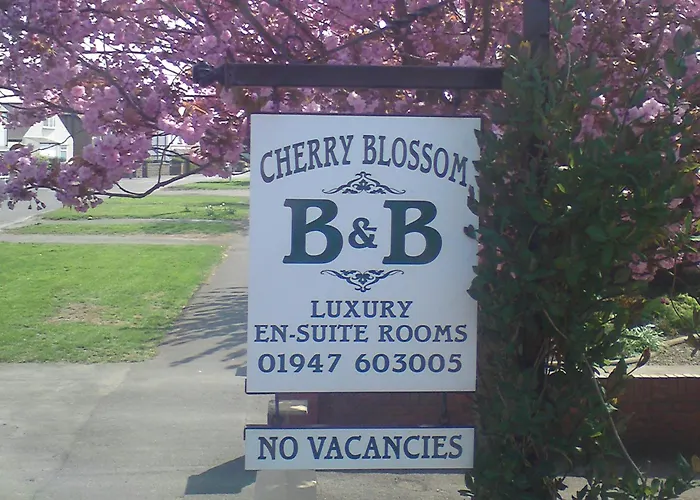 CHERRY BLOSSOM
B&B
LUXURY
EN-SUITE ROOMS
01947 603005
NO VACANCIES